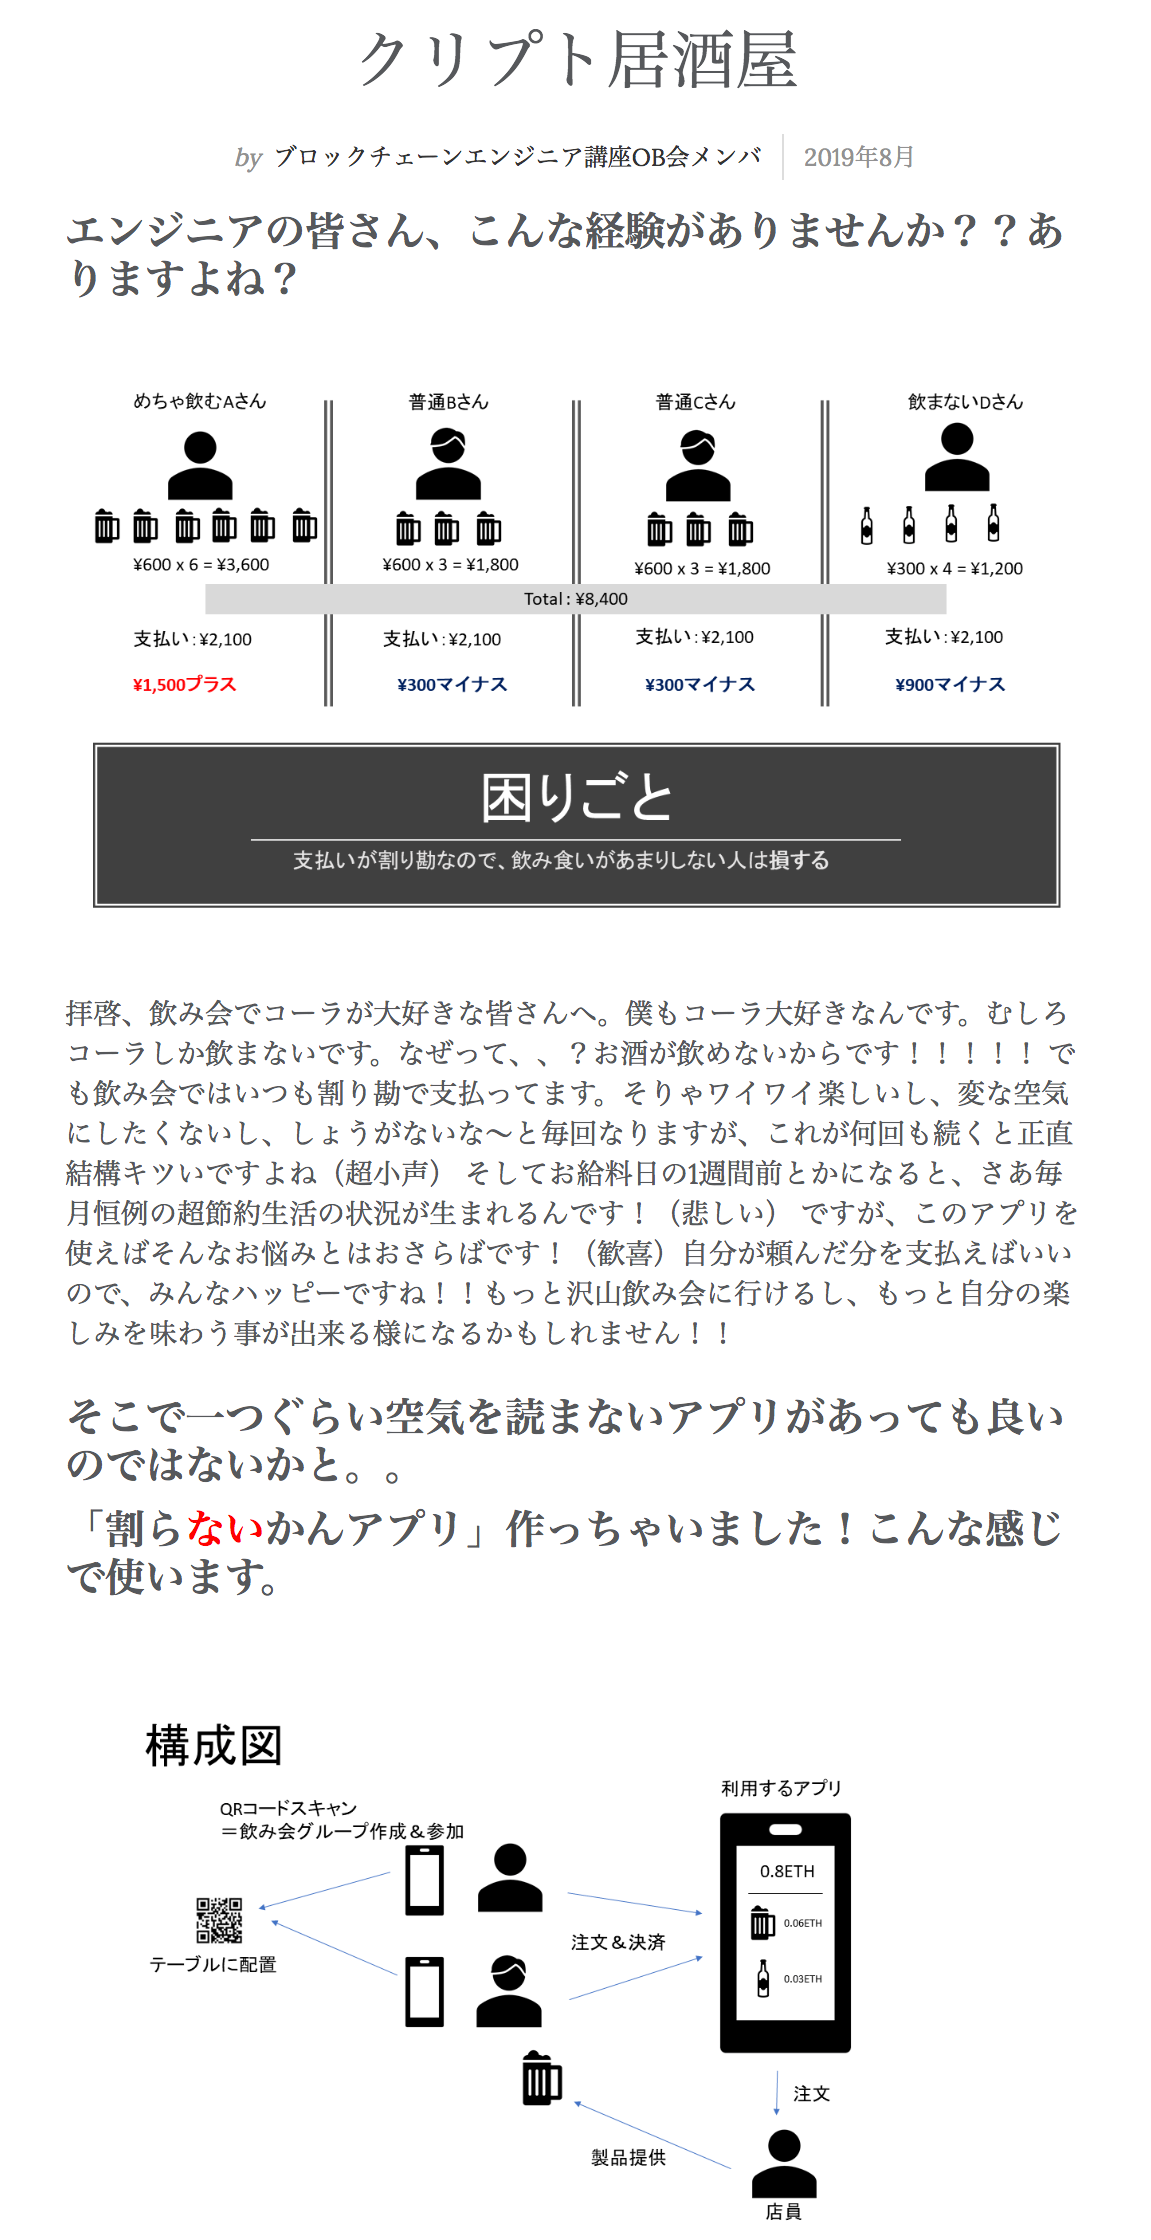 クリプト居酒屋
by ブロックチェーンエンジニア講座OB会メンバ 2019年8月
エンジニアの皆さん、こんな経験がありませんか？？あ
りますよね？
めちゃ飲むAさん 普通Bさん 普通Cさん 飲まないDさん
¥600 x 6 = ¥3,600 ¥600 x 3 = ¥1,800 ¥600 x 3 = ¥1,800 ¥300 x 4 = ¥1,200
Total : ¥8,400
支払い : ¥2,100 支払い : ¥2,100 支払い : ¥2,100 支払い : ¥2,100
¥1,500プラス ¥300マイナス ¥300マイナス ¥900マイナス
困りごと
支払いが割り勘なので、飲み食いがあまりしない人は損する
拝啓、飲み会でコーラが大好きな皆さんへ。僕もコーラ大好きなんです。むしろ
コーラしか飲まないです。なぜって、、？お酒が飲めないからです！！！！！ で
も飲み会ではいつも割り勘で支払ってます。そりゃワイワイ楽しいし、変な空気
にしたくないし、しょうがないな〜と毎回なりますが、これが何回も続くと正直
結構キツいですよね（超小声） そしてお給料日の1週間前とかになると、さあ毎
月恒例の超節約生活の状況が生まれるんです！（悲しい） ですが、このアプリを
使えばそんなお悩みとはおさらばです！（歓喜）自分が頼んだ分を支払えばいい
ので、みんなハッピーですね！！もっと沢山飲み会に行けるし、もっと自分の楽
しみを味わう事が出来る様になるかもしれません！！
そこで一つぐらい空気を読まないアプリがあっても良い
のではないかと。。
「割らないかんアプリ」作っちゃいました！こんな感じ
で使います。
構成図
利用するアプリ
QRコードスキャン
＝飲み会グループ作成＆参加
0.8ETH
0.06ETH
注文＆決済
テーブルに配置
0.03ETH
注文
製品提供
店員